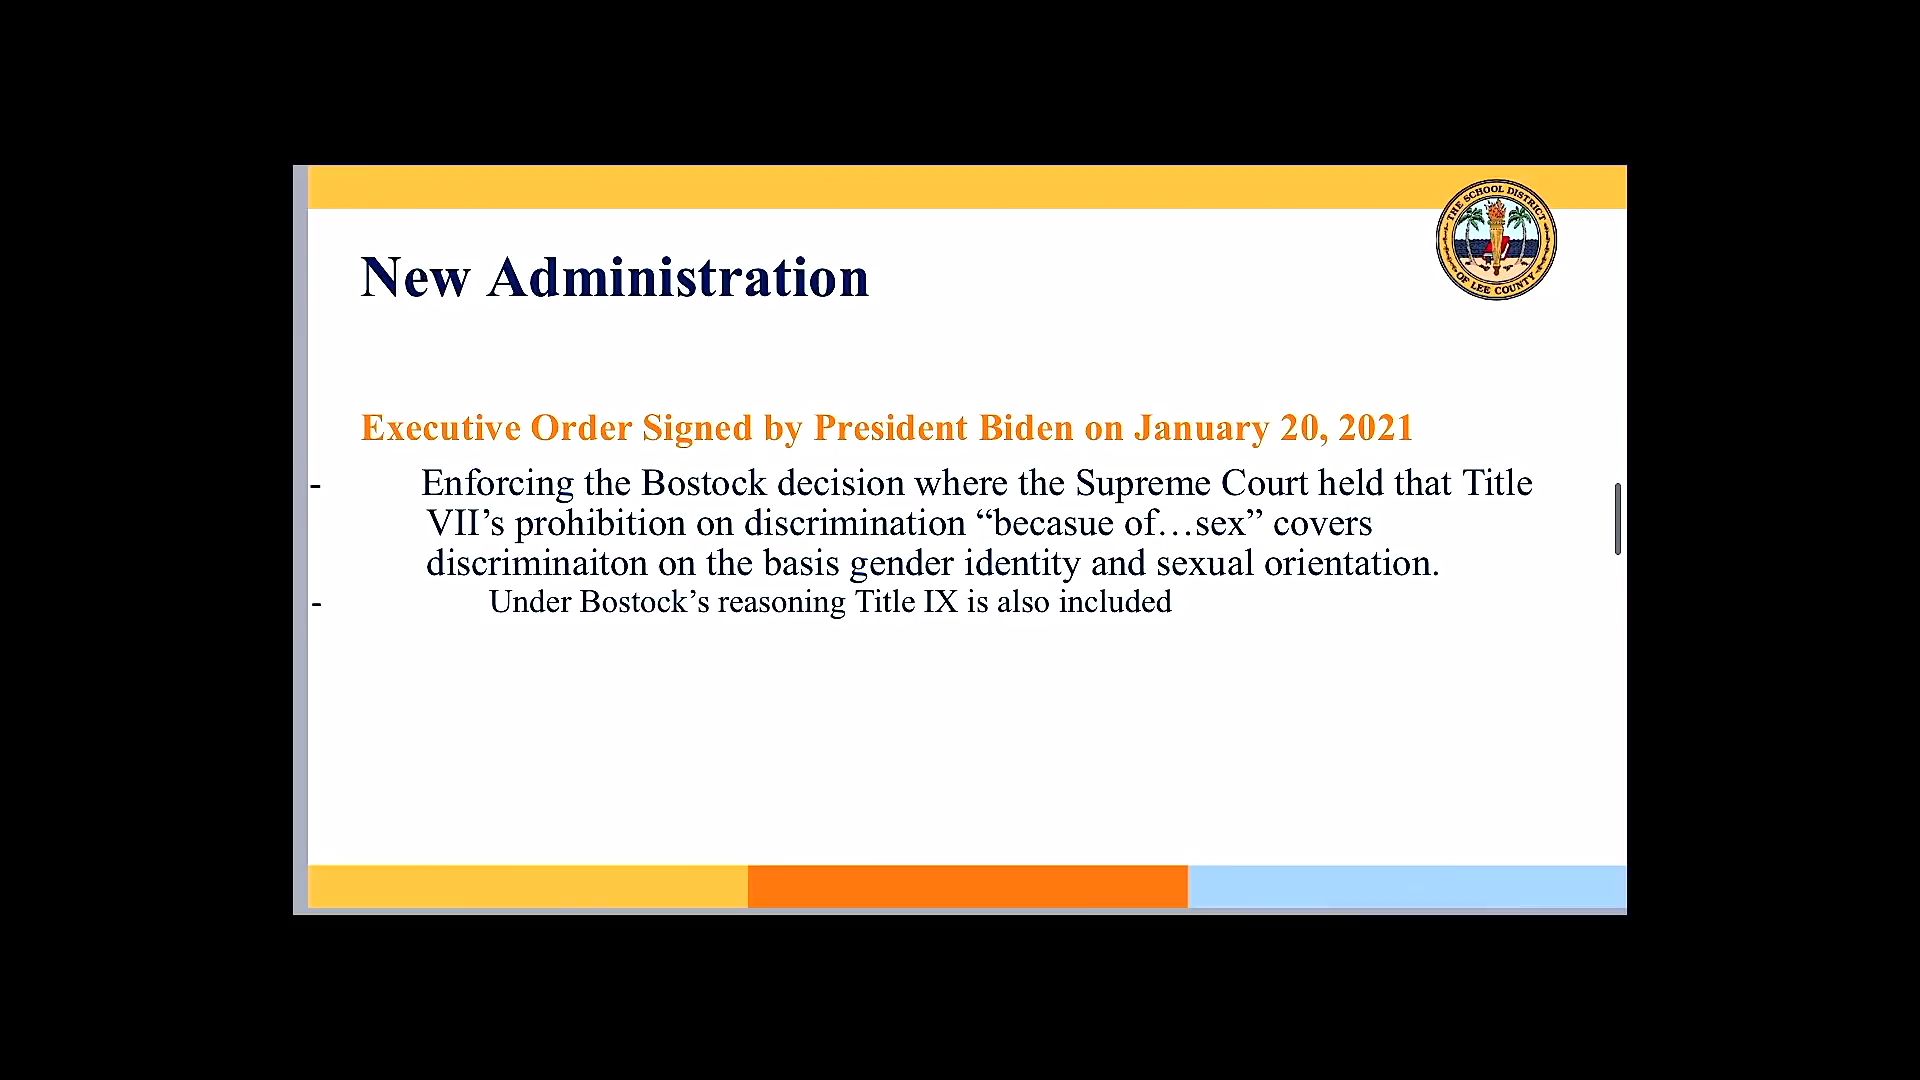 THE SCHOOL DISTRICT
OF LEE COUNTY
New Administration
Executive Order Signed by President Biden on January 20, 2021
- Enforcing the Bostock decision where the Supreme Court held that Title
VII’s prohibition on discrimination “becasue of…sex” covers
discriminaiton on the basis gender identity and sexual orientation.
- Under Bostock’s reasoning Title IX is also included